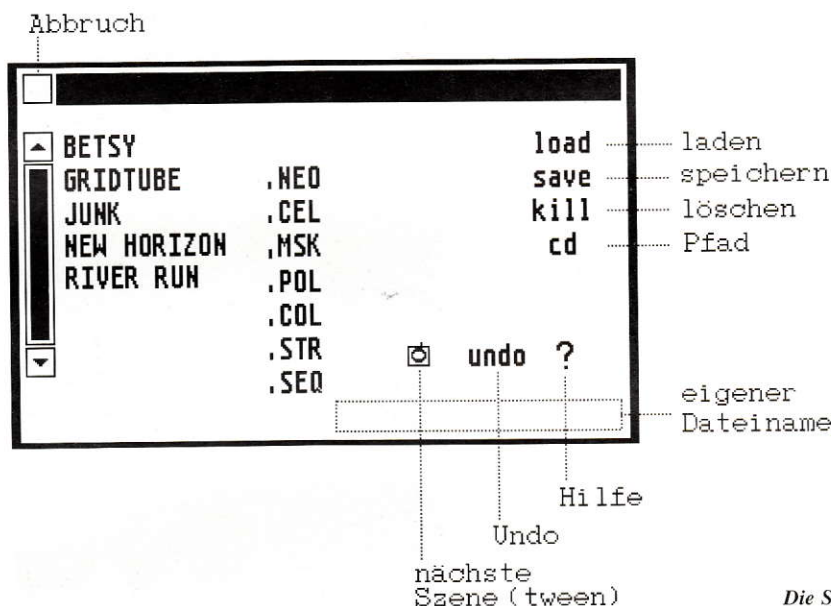 Abbruch
BETSY
GRIDTUBE
JUNK
NEW HORIZON
RIVER RUN
.NEO
.CEL
.MSK
.POL
.COL
.STR
.SEQ
load
save
kill
cd
laden
speichern
löschen
Pfad
undo ?
eigener
Dateiname
Hilfe
Undo
nächste
Szene (tween)
Die S